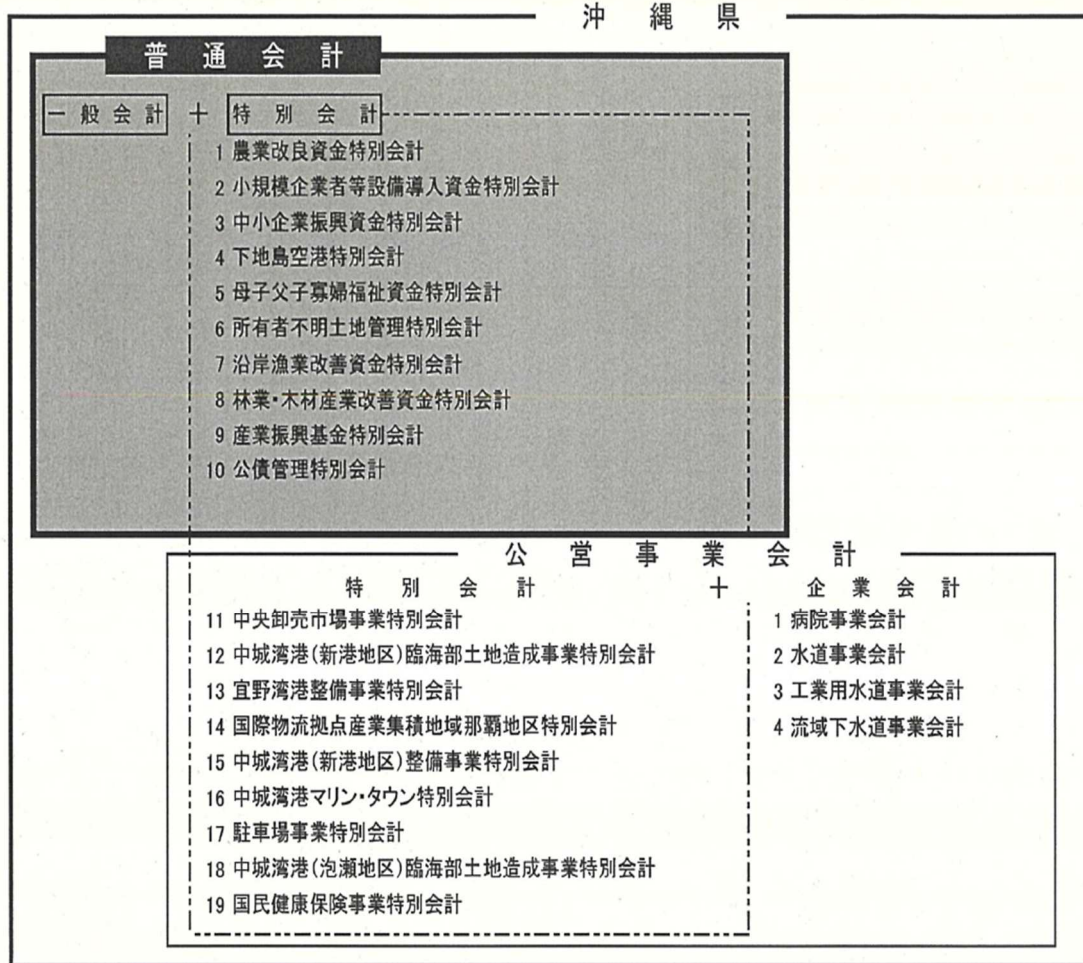 沖縄県
普通会計
一般会計 + 特別会計
1 農業改良資金特別会計
2 小規模企業者等設備導入資金特別会計
3 中小企業振興資金特別会計
4 下地島空港特別会計
5 母子父子寡婦福祉資金特別会計
6 所有者不明土地管理特別会計
7 沿岸漁業改善資金特別会計
8 林業・木材産業改善資金特別会計
9 産業振興基金特別会計
10 公債管理特別会計
公営事業会計
特別会計 + 企業会計
11 中央卸売市場事業特別会計
12 中城湾港(新港地区)臨海部土地造成事業特別会計
13 宜野湾港整備事業特別会計
14 国際物流拠点産業集積地域那覇地区特別会計
15 中城湾港(新港地区)整備事業特別会計
16 中城湾港マリン・タウン特別会計
17 駐車場事業特別会計
18 中城湾港(泡瀬地区)臨海部土地造成事業特別会計
19 国民健康保険事業特別会計
1 病院事業会計
2 水道事業会計
3 工業用水道事業会計
4 流域下水道事業会計